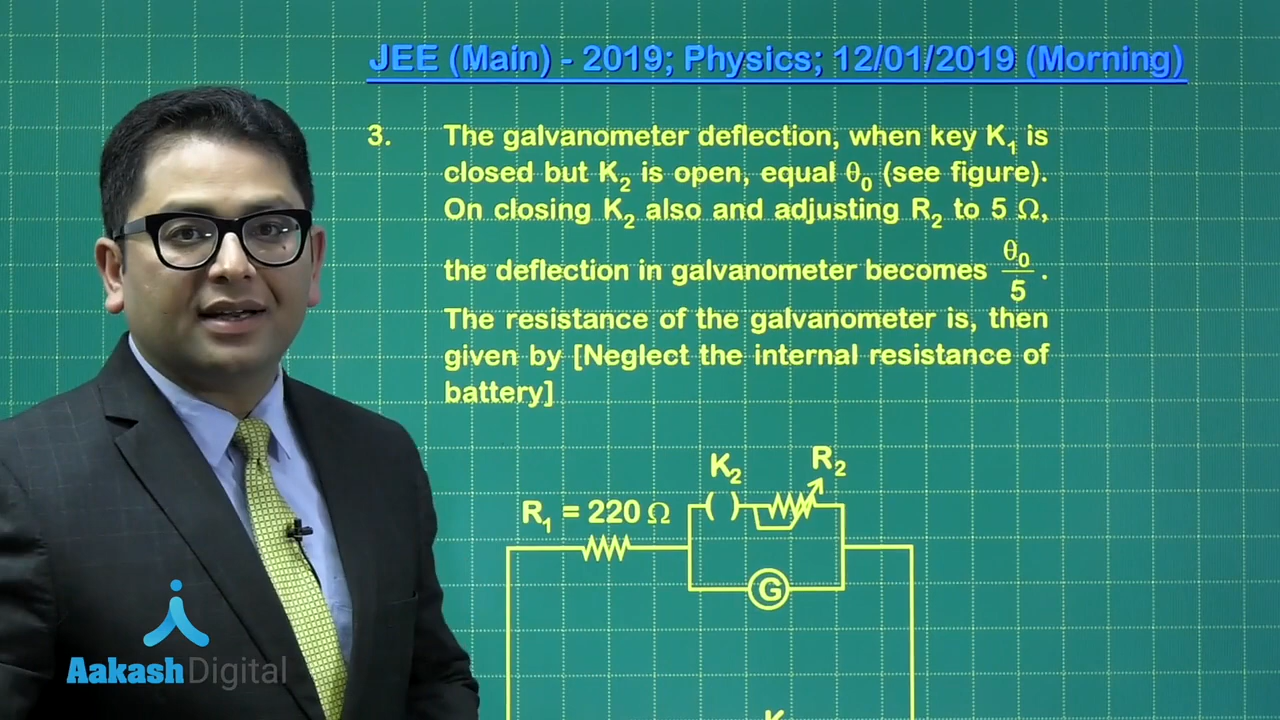 JEE (Main) - 2019; Physics; 12/01/2019 (Morning)
3. The galvanometer deflection, when key K₁ is
closed but K₂ is open, equal θ₀ (see figure).
On closing K₂ also and adjusting R₂ to 5 Ω,
the deflection in galvanometer becomes θ₀/5.
The resistance of the galvanometer is, then
given by [Neglect the internal resistance of
battery]
K₂
R₂
R₁ = 220 Ω
G
K
Aakash Digital